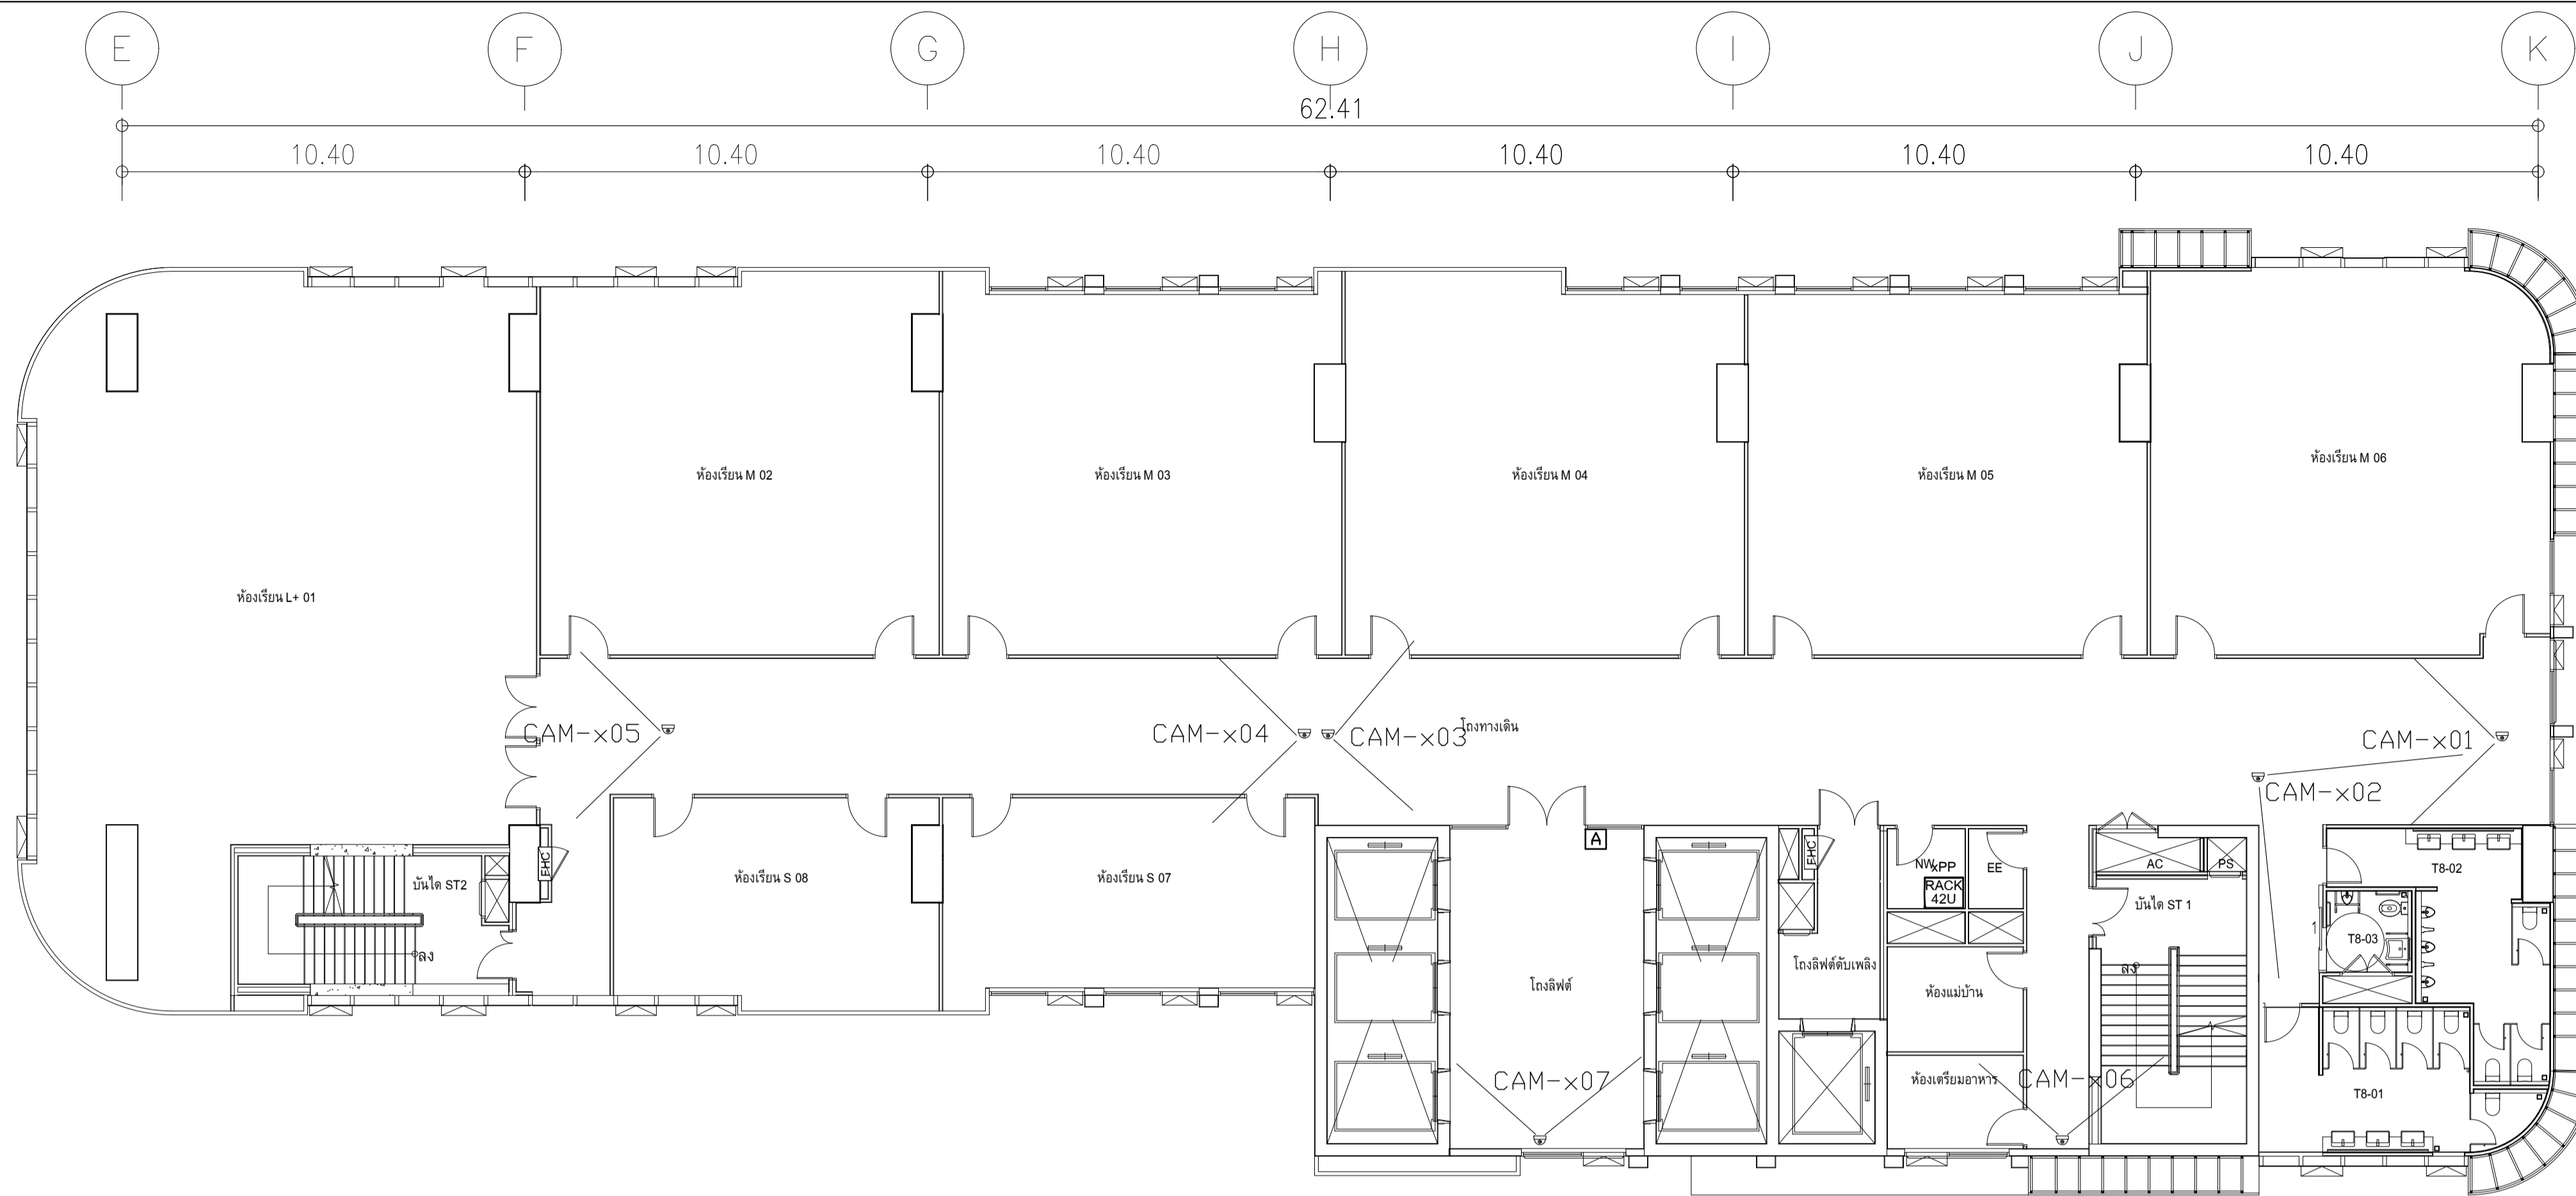 E F G H I J K
62.41
10.40 10.40 10.40 10.40 10.40 10.40
ห้องเรียน M 02
ห้องเรียน M 03
ห้องเรียน M 04
ห้องเรียน M 05
ห้องเรียน M 06
ห้องเรียน L+ 01
CAM-x05
CAM-x04
CAM-x03
โถงทางเดิน
CAM-x01
CAM-x02
A
FHC
FHC
NW
xPP
RACK
42U
EE
AC
PS
T8-02
บันได ST2
ห้องเรียน S 08
ห้องเรียน S 07
บันได ST 1
1
T8-03
ลง
ลง
โถงลิฟต์
โถงลิฟต์ดับเพลิง
ห้องแม่บ้าน
CAM-x07
ห้องเตรียมอาหาร
CAM-x06
T8-01